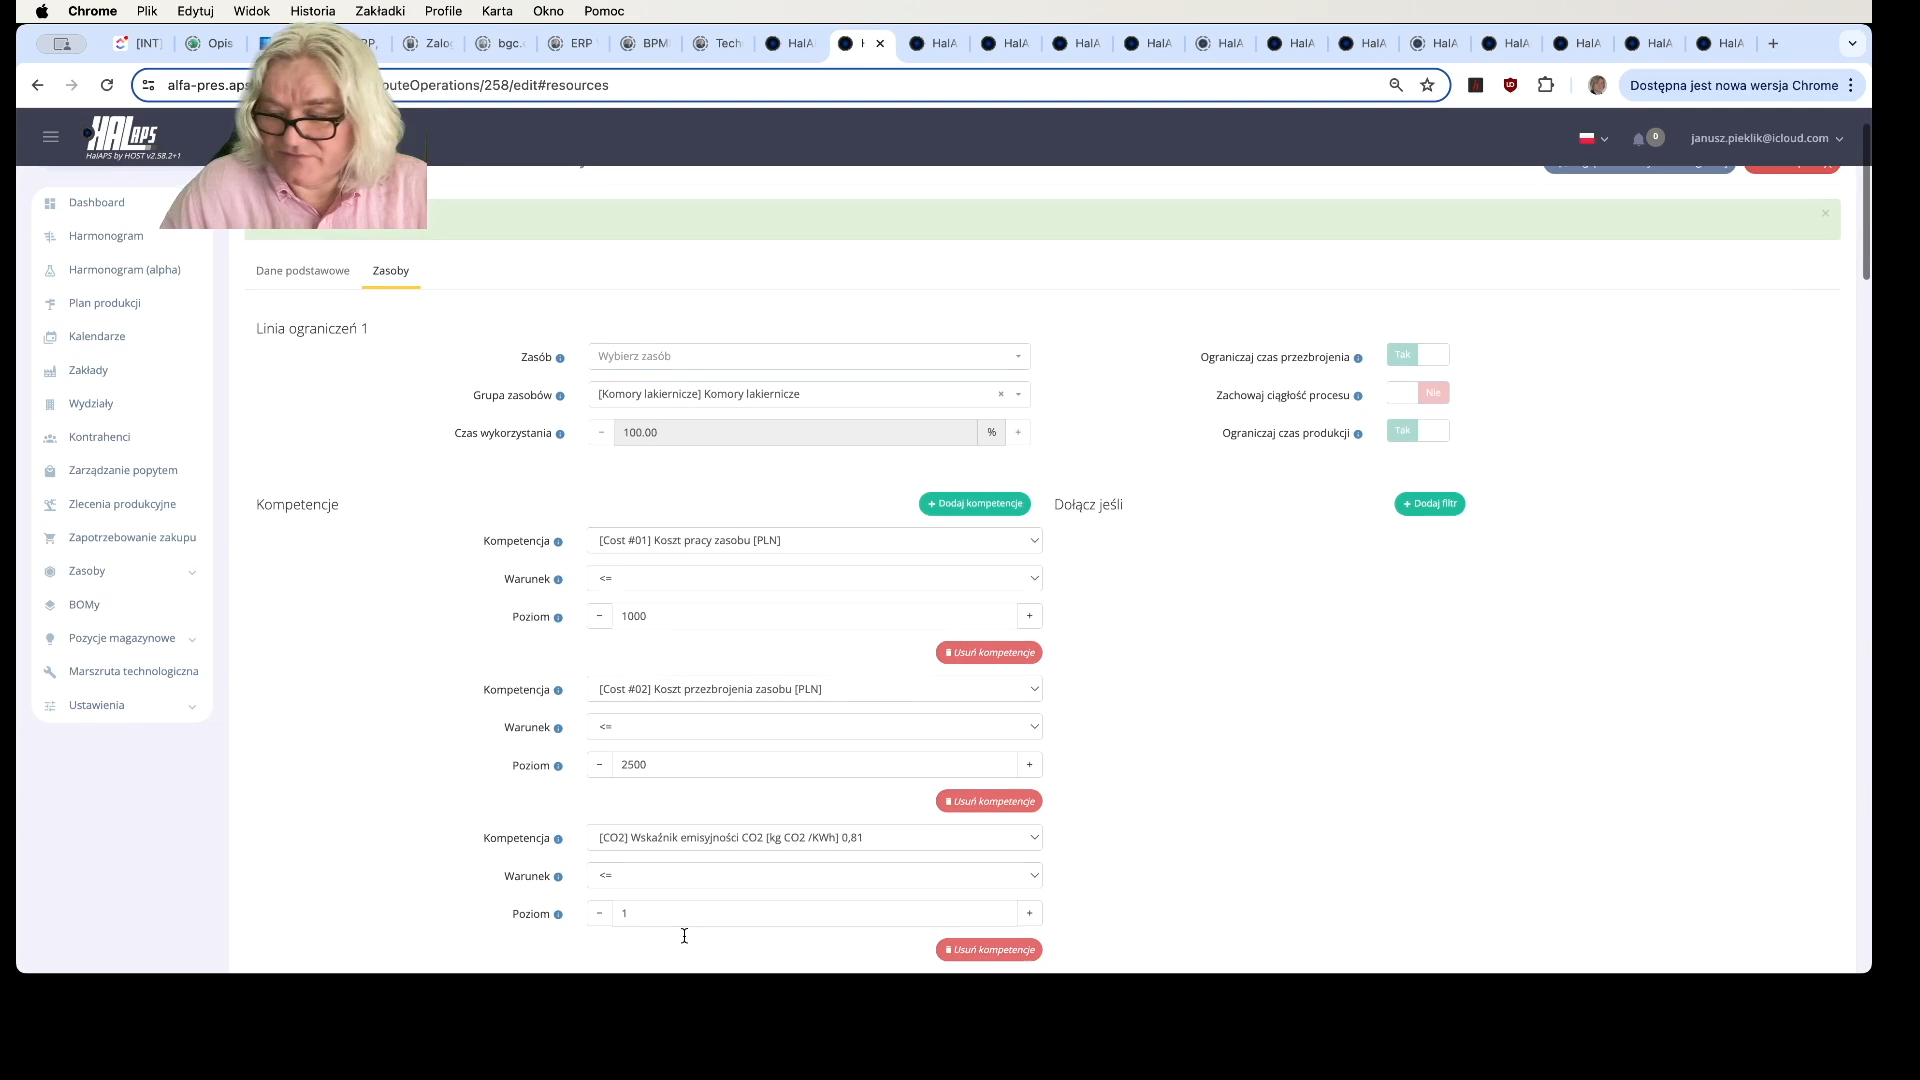 Chrome Plik Edytuj Widok Historia Zakładki Profile Karta Okno Pomoc
[INT] Opis Zalo bgc. ERP BPM Tech HalA HalA HalA HalA HalA HalA HalA HalA HalA HalA HalA HalA HalA
outeOperations/258/edit#resources
Dostępna jest nowa wersja Chrome
HALAPS
HalAPS by HOST v2.58.2+1
0
janusz.pieklik@icloud.com
Dashboard
Harmonogram
Harmonogram (alpha)
Plan produkcji
Kalendarze
Zakłady
Wydziały
Kontrahenci
Zarządzanie popytem
Zlecenia produkcyjne
Zapotrzebowanie zakupu
Zasoby
BOMy
Pozycje magazynowe
Marszruta technologiczna
Ustawienia
Dane podstawowe Zasoby
Linia ograniczeń 1
Zasób Wybierz zasób Ograniczaj czas przezbrojenia Tak
Grupa zasobów [Komory lakiernicze] Komory lakiernicze × Zachowaj ciągłość procesu Nie
Czas wykorzystania − 100.00 % + Ograniczaj czas produkcji Tak
Kompetencje + Dodaj kompetencje Dołącz jeśli + Dodaj filtr
Kompetencja [Cost #01] Koszt pracy zasobu [PLN]
Warunek <=
Poziom − 1000 +
Usuń kompetencje
Kompetencja [Cost #02] Koszt przezbrojenia zasobu [PLN]
Warunek <=
Poziom − 2500 +
Usuń kompetencje
Kompetencja [CO2] Wskaźnik emisyjności CO2 [kg CO2 /KWh] 0,81
Warunek <=
Poziom − 1 +
Usuń kompetencje